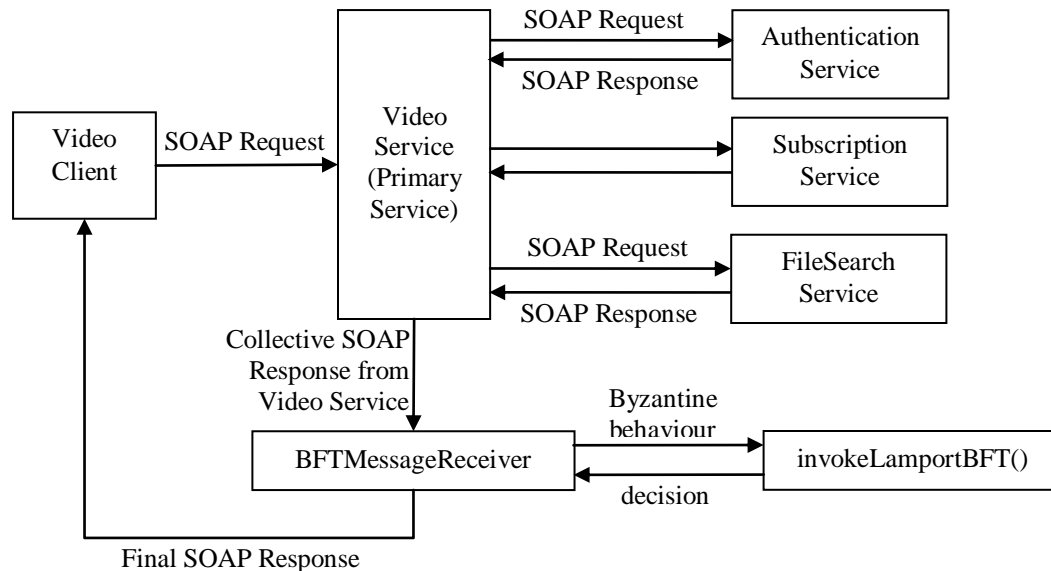 SOAP Request
Authentication
Service
SOAP Response
Video
Client
SOAP Request
Video
Service
(Primary
Service)
Subscription
Service
SOAP Request
FileSearch
Service
SOAP Response
Collective SOAP
Response from
Video Service
Byzantine
behaviour
BFTMessageReceiver
invokeLamportBFT()
decision
Final SOAP Response